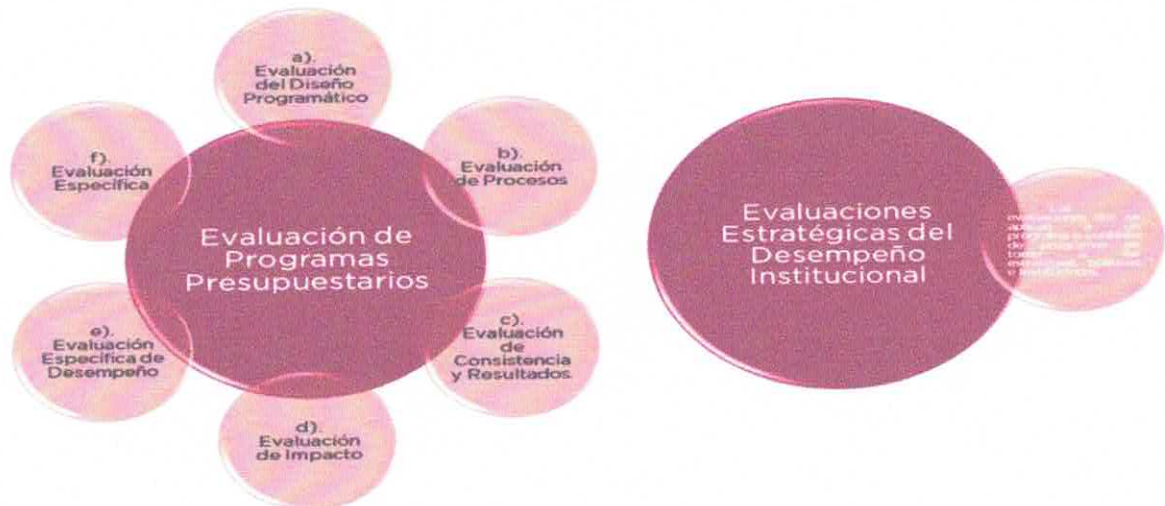 a).
Evaluación
del Diseño
Programático
b).
Evaluación
de Procesos
c).
Evaluación
de
Consistencia
y Resultados
d).
Evaluación
de Impacto
e).
Evaluación
Específica de
Desempeño
f).
Evaluación
Específica
Evaluación de
Programas
Presupuestarios
Evaluaciones
Estratégicas del
Desempeño
Institucional
evaluaciones
e